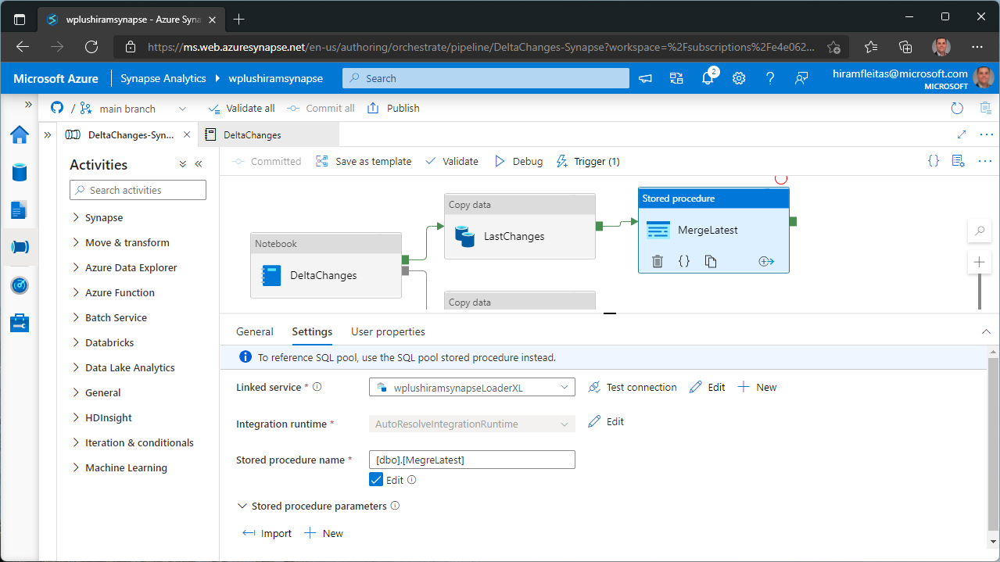 wplushiramsynapse - Azure Syna
https://ms.web.azuresynapse.net/en-us/authoring/orchestrate/pipeline/DeltaChanges-Synapse?workspace=%2Fsubscriptions%2Fe4e062...
Microsoft Azure
Synapse Analytics
wplushiramsynapse
Search
2
hiramfleitas@microsoft.com
MICROSOFT
/ main branch
Validate all
Commit all
Publish
DeltaChanges-Syn...
DeltaChanges
Activities
Search activities
Synapse
Move & transform
Azure Data Explorer
Azure Function
Batch Service
Databricks
Data Lake Analytics
General
HDInsight
Iteration & conditionals
Machine Learning
Committed
Save as template
Validate
Debug
Trigger (1)
Notebook
DeltaChanges
Copy data
LastChanges
Stored procedure
MergeLatest
Copy data
General
Settings
User properties
To reference SQL pool, use the SQL pool stored procedure instead.
Linked service *
wplushiramsynapseLoaderXL
Test connection
Edit
New
Integration runtime *
AutoResolveIntegrationRuntime
Edit
Stored procedure name *
[dbo].[MegreLatest]
Edit
Stored procedure parameters
Import
New